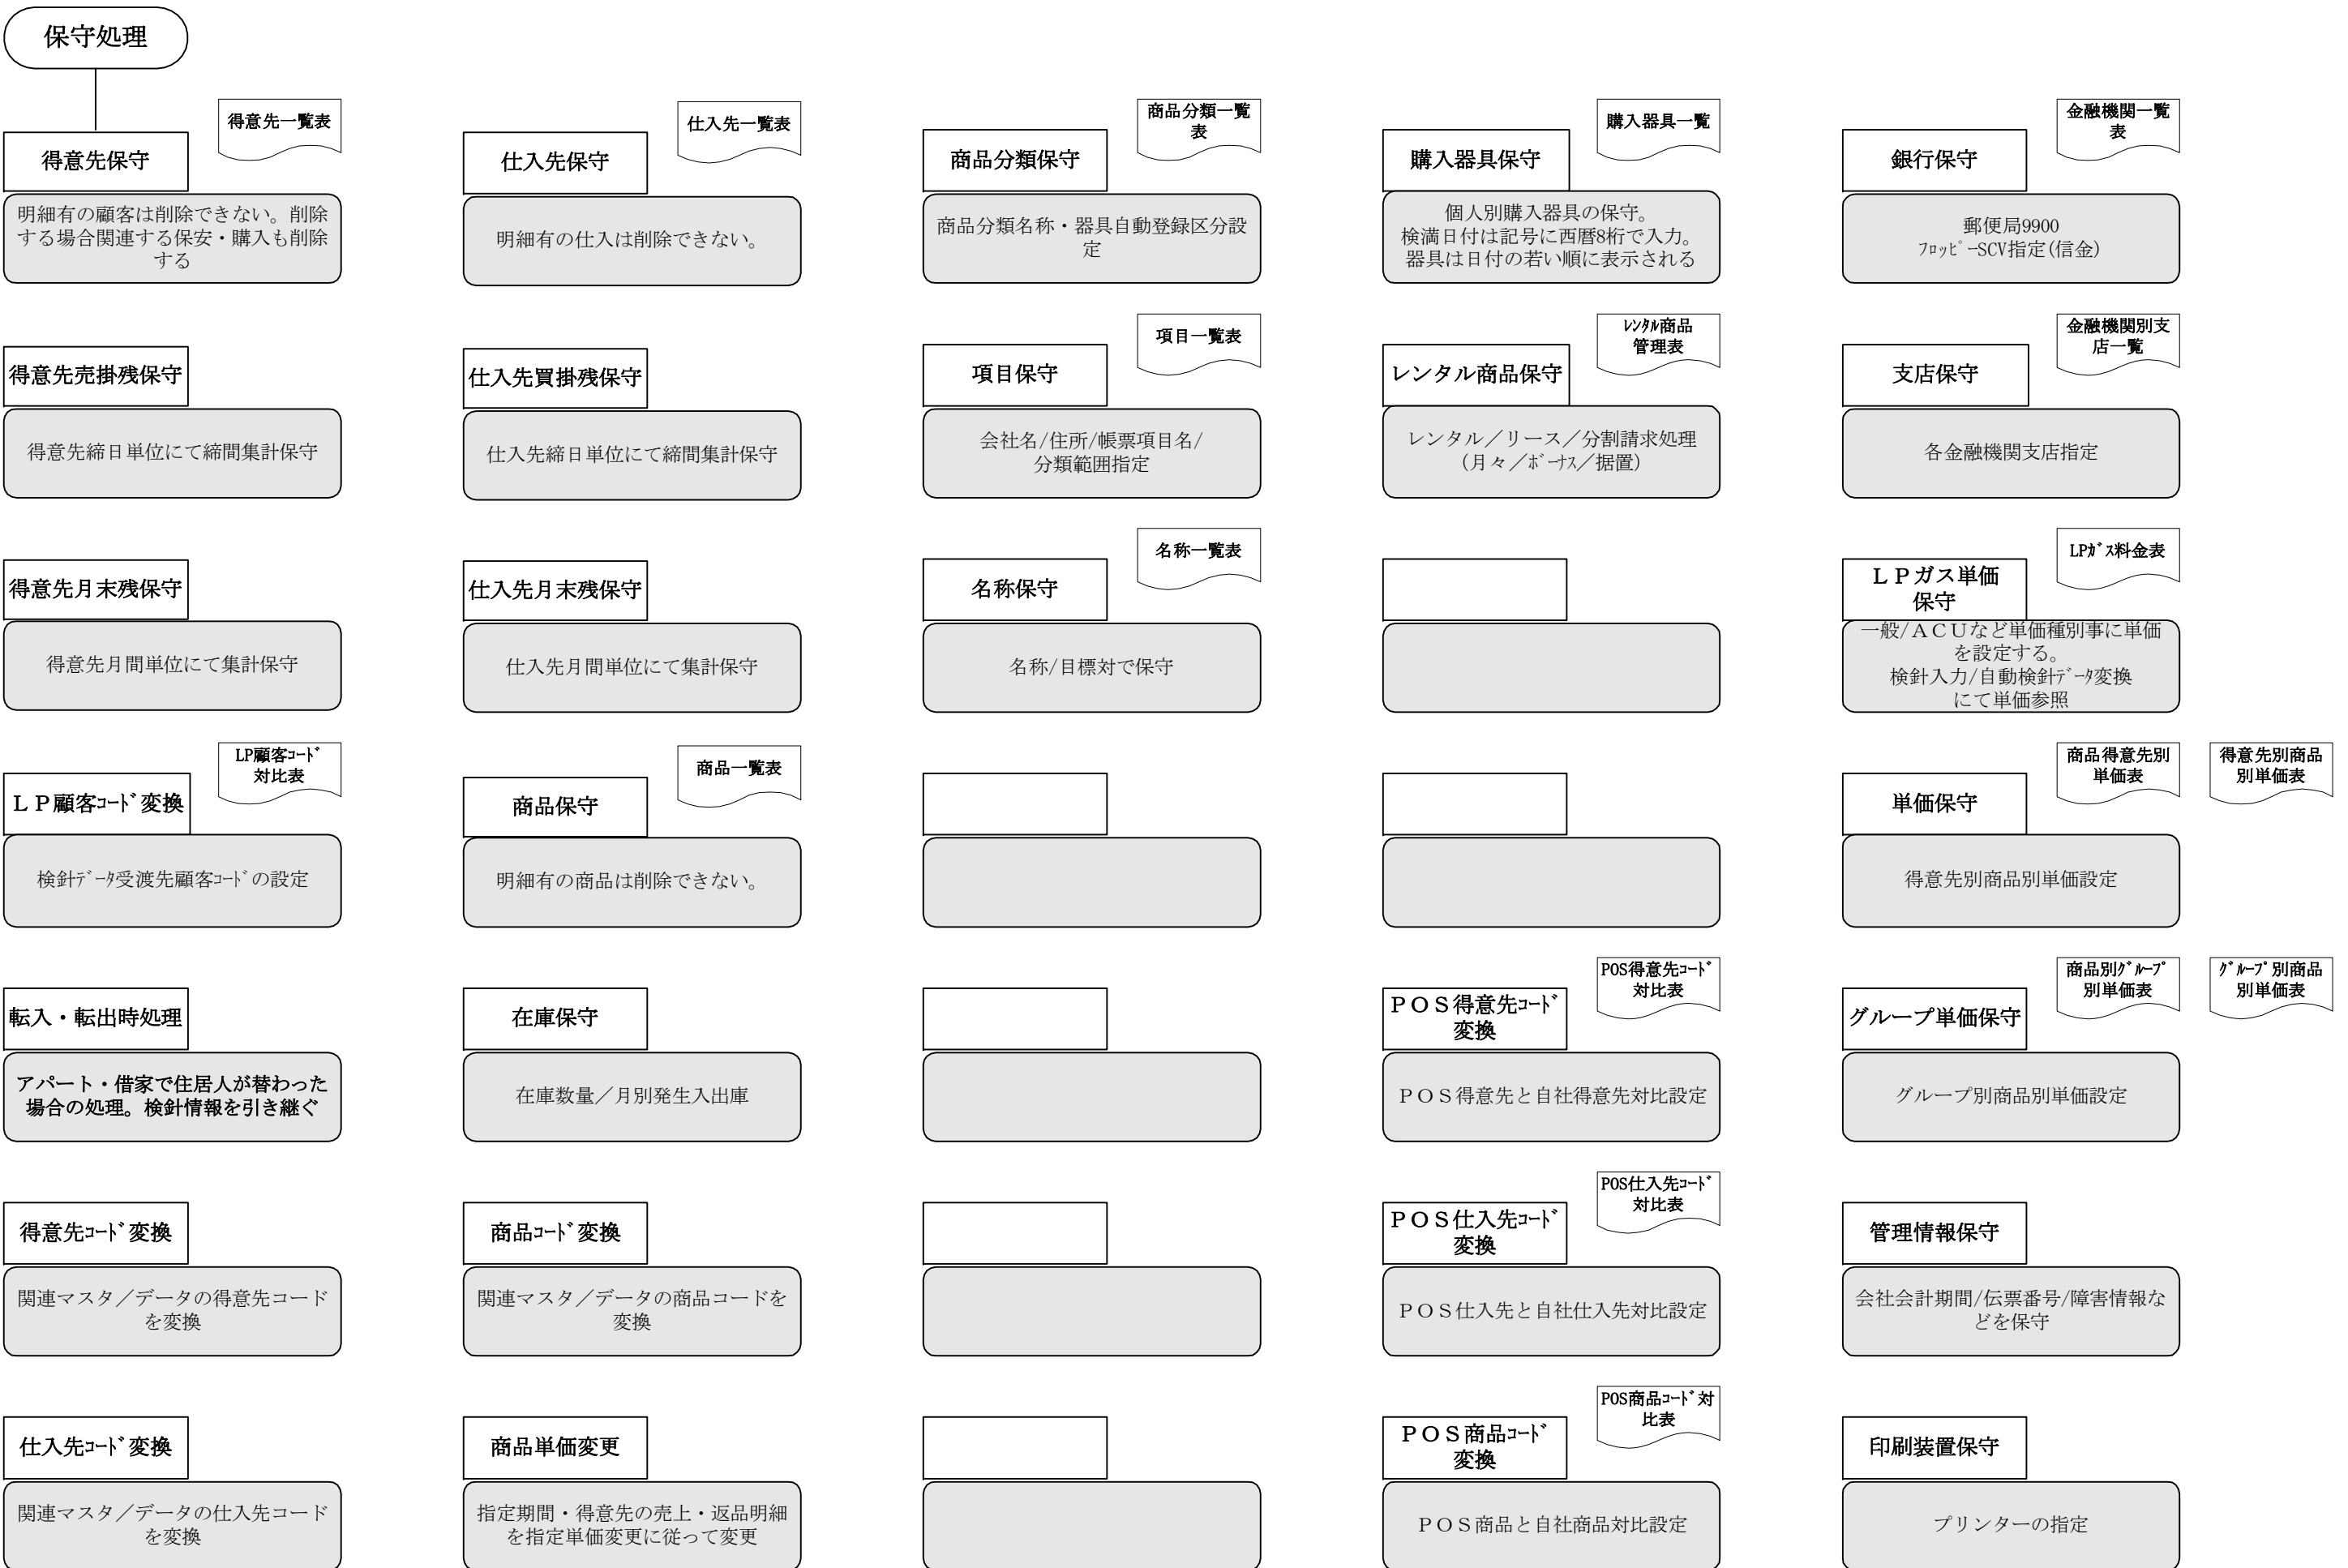 保守処理
得意先一覧表
得意先保守
明細有の顧客は削除できない。削除
する場合関連する保安・購入も削除
する
仕入先一覧表
仕入先保守
明細有の仕入は削除できない。
商品分類一覧
表
商品分類保守
商品分類名称・器具自動登録区分設
定
購入器具一覧
購入器具保守
個人別購入器具の保守。
検満日付は記号に西暦8桁で入力。
器具は日付の若い順に表示される
金融機関一覧
表
銀行保守
郵便局9900
ﾌﾛｯﾋﾟｰSCV指定(信金)
得意先売掛残保守
得意先締日単位にて締間集計保守
仕入先買掛残保守
仕入先締日単位にて締間集計保守
項目一覧表
項目保守
会社名/住所/帳票項目名/
分類範囲指定
ﾚﾝﾀﾙ商品
管理表
レンタル商品保守
レンタル／リース／分割請求処理
（月々／ﾎﾞｰﾅｽ／据置）
金融機関別支
店一覧
支店保守
各金融機関支店指定
得意先月末残保守
得意先月間単位にて集計保守
仕入先月末残保守
仕入先月間単位にて集計保守
名称一覧表
名称保守
名称/目標対で保守
LPｶﾞｽ料金表
ＬＰガス単価
保守
一般/ＡＣＵなど単価種別事に単価
を設定する。
検針入力/自動検針ﾃﾞｰﾀ変換
にて単価参照
LP顧客ｺｰﾄﾞ
対比表
ＬＰ顧客ｺｰﾄﾞ変換
検針ﾃﾞｰﾀ受渡先顧客ｺｰﾄﾞの設定
商品一覧表
商品保守
明細有の商品は削除できない。
商品得意先別
単価表
得意先別商品
別単価表
単価保守
得意先別商品別単価設定
転入・転出時処理
アパート・借家で住居人が替わった
場合の処理。検針情報を引き継ぐ
在庫保守
在庫数量／月別発生入出庫
POS得意先ｺｰﾄﾞ
対比表
ＰＯＳ得意先ｺｰﾄﾞ
変換
ＰＯＳ得意先と自社得意先対比設定
商品別ｸﾞﾙｰﾌﾟ
別単価表
ｸﾞﾙｰﾌﾟ別商品
別単価表
グループ単価保守
グループ別商品別単価設定
得意先ｺｰﾄﾞ変換
関連マスタ／データの得意先コード
を変換
商品ｺｰﾄﾞ変換
関連マスタ／データの商品コードを
変換
POS仕入先ｺｰﾄﾞ
対比表
ＰＯＳ仕入先ｺｰﾄﾞ
変換
ＰＯＳ仕入先と自社仕入先対比設定
管理情報保守
会社会計期間/伝票番号/障害情報な
どを保守
仕入先ｺｰﾄﾞ変換
関連マスタ／データの仕入先コード
を変換
商品単価変更
指定期間・得意先の売上・返品明細
を指定単価変更に従って変更
POS商品ｺｰﾄﾞ対
比表
ＰＯＳ商品ｺｰﾄﾞ
変換
ＰＯＳ商品と自社商品対比設定
印刷装置保守
プリンターの指定